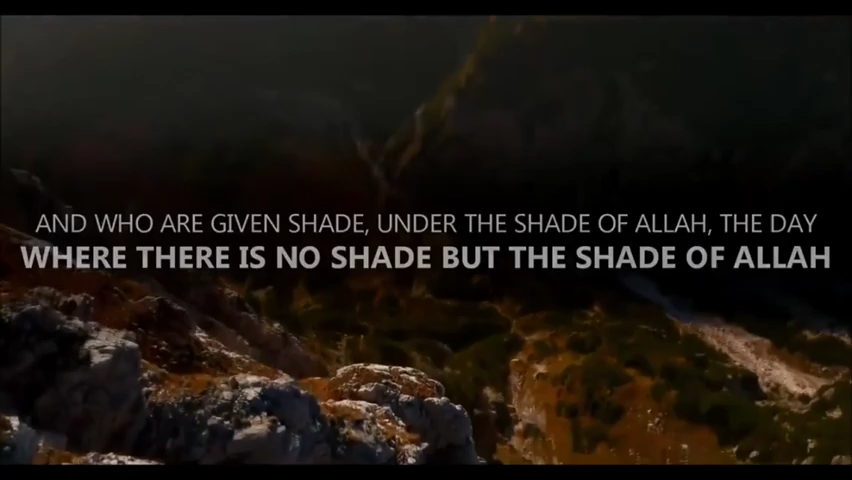 AND WHO ARE GIVEN SHADE, UNDER THE SHADE OF ALLAH, THE DAY
WHERE THERE IS NO SHADE BUT THE SHADE OF ALLAH